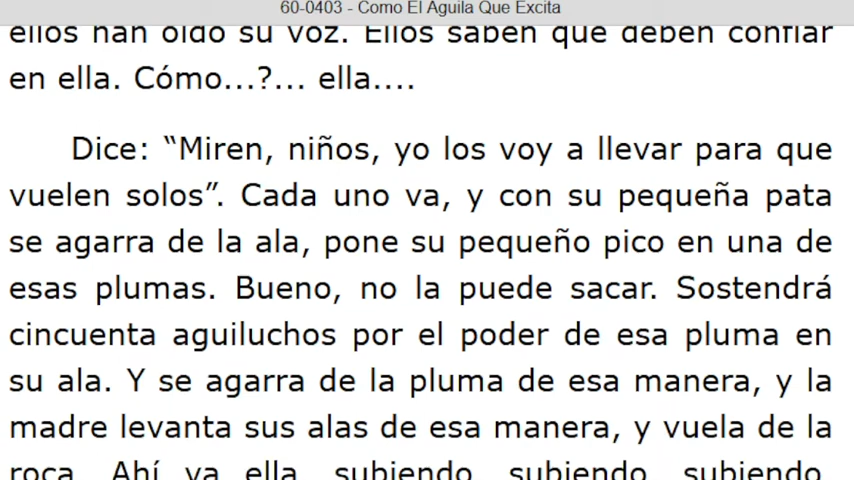 60-0403 - Como El Aguila Que Excita
ellos han oído su voz. Ellos saben que deben confiar
en ella. Cómo...?... ella....
Dice: “Miren, niños, yo los voy a llevar para que
vuelen solos”. Cada uno va, y con su pequeña pata
se agarra de la ala, pone su pequeño pico en una de
esas plumas. Bueno, no la puede sacar. Sostendrá
cincuenta aguiluchos por el poder de esa pluma en
su ala. Y se agarra de la pluma de esa manera, y la
madre levanta sus alas de esa manera, y vuela de la
roca. Ahí va ella, subiendo, subiendo, subiendo,